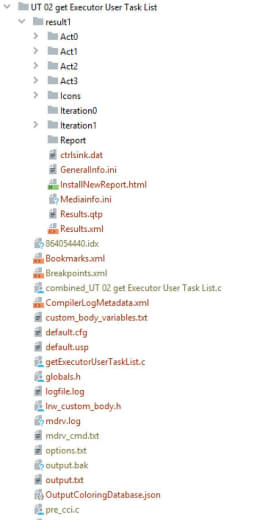 UT 02 get Executor User Task List
result1
Act0
Act1
Act2
Act3
Icons
Iteration0
Iteration1
Report
ctrlsink.dat
GeneralInfo.ini
InstallNewReport.html
Mediainfo.ini
Results.qtp
Results.xml
864054440.idx
Bookmarks.xml
Breakpoints.xml
combined_UT 02 get Executor User Task List.c
CompilerLogMetadata.xml
custom_body_variables.txt
default.cfg
default.usp
getExecutorUserTaskList.c
globals.h
logfile.log
lrw_custom_body.h
mdrv.log
mdrv_cmd.txt
options.txt
output.bak
output.txt
OutputColoringDatabase.json
pre_cci.c